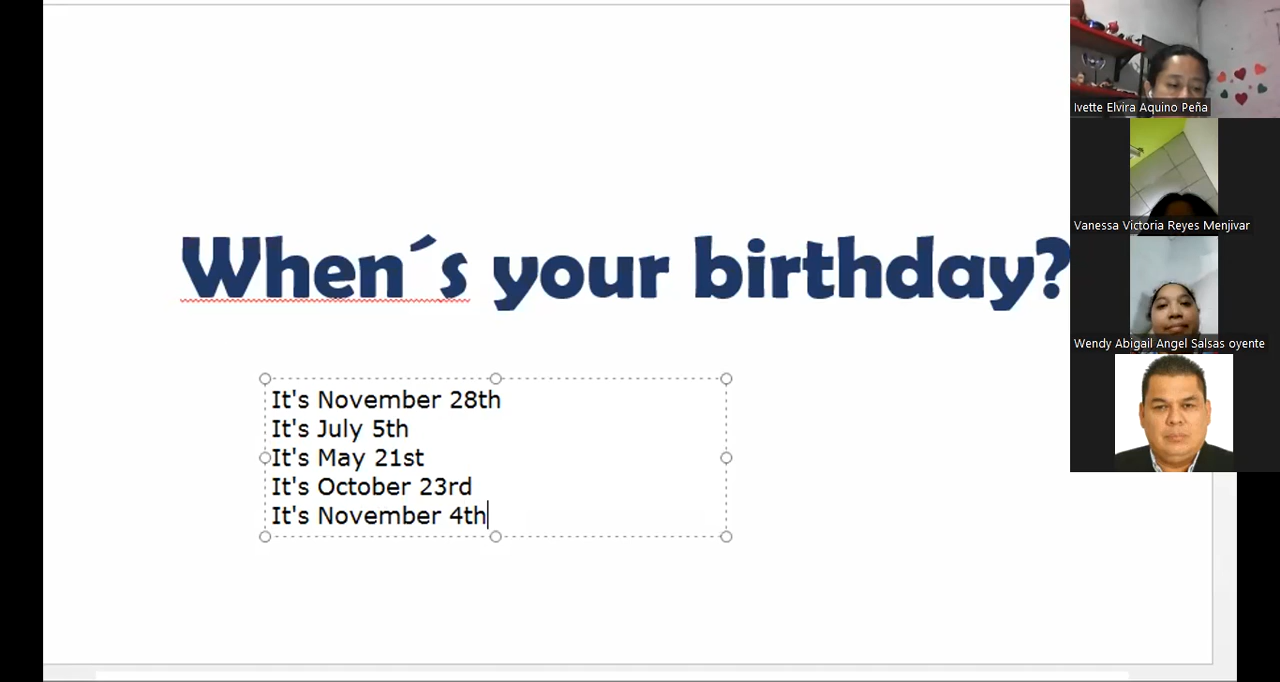 When´s your birthday?
It's November 28th
It's July 5th
It's May 21st
It's October 23rd
It's November 4th
Ivette Elvira Aquino Peña
Vanessa Victoria Reyes Menjivar
Wendy Abigail Angel Salsas oyente